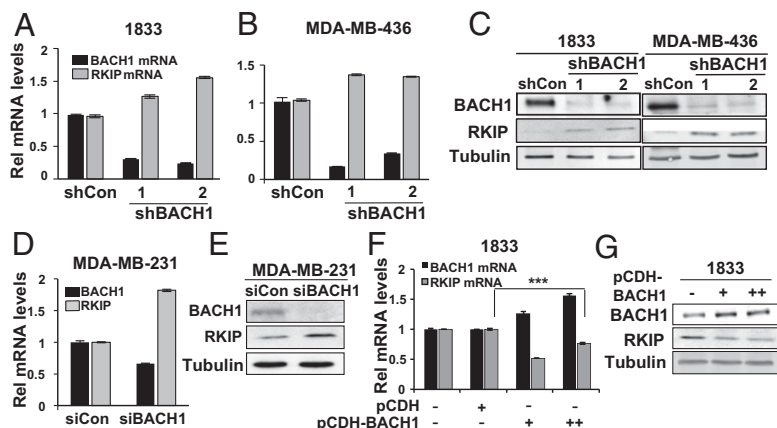 A
1833
Rel mRNA levels
2
1.5
1
0.5
0
BACH1 mRNA
RKIP mRNA
shCon
1
2
shBACH1
B
MDA-MB-436
2
1.5
1
0.5
0
shCon
1
2
shBACH1
C
1833
MDA-MB-436
shBACH1
shBACH1
shCon
1
2
shCon
1
2
BACH1
RKIP
Tubulin
D
MDA-MB-231
Rel mRNA levels
2
1.5
1
0.5
0
BACH1
RKIP
siCon
siBACH1
E
MDA-MB-231
siCon siBACH1
BACH1
RKIP
Tubulin
F
1833
Rel mRNA levels
2
1.5
1
0.5
0
BACH1 mRNA
RKIP mRNA
***
pCDH - + - -
pCDH-BACH1 - - + ++
G
1833
pCDH-
BACH1 - + ++
BACH1
RKIP
Tubulin